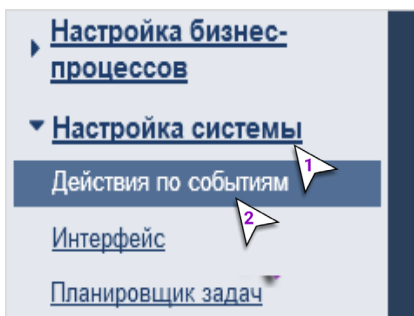 Настройка бизнес-
процессов
Настройка системы
1
Действия по событиям
2
Интерфейс
Планировщик задач